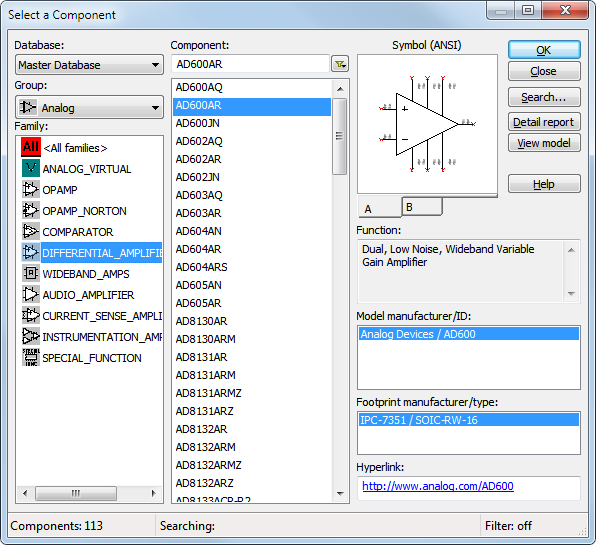 Select a Component
Database:
Master Database
Group:
Analog
Family:
All
<All families>
ANALOG_VIRTUAL
OPAMP
OPAMP_NORTON
COMPARATOR
DIFFERENTIAL_AMPLIFIE
WIDEBAND_AMPS
AUDIO_AMPLIFIER
CURRENT_SENSE_AMPLI
INSTRUMENTATION_AMP
SPECIAL_FUNCTION
Component:
AD600AR
AD600AQ
AD600AR
AD600JN
AD602AQ
AD602AR
AD602JN
AD603AQ
AD603AR
AD604AN
AD604AR
AD604ARS
AD605AN
AD605AR
AD8130AR
AD8130ARM
AD8131AR
AD8131ARM
AD8131ARZ
AD8132AR
AD8132ARM
AD8132ARMZ
AD8132ARZ
AD8133ACP-R2
Symbol (ANSI)
A
B
Function:
Dual, Low Noise, Wideband Variable
Gain Amplifier
Model manufacturer/ID:
Analog Devices / AD600
Footprint manufacturer/type:
IPC-7351 / SOIC-RW-16
Hyperlink:
http://www.analog.com/AD600
OK
Close
Search...
Detail report
View model
Help
Components: 113
Searching:
Filter: off